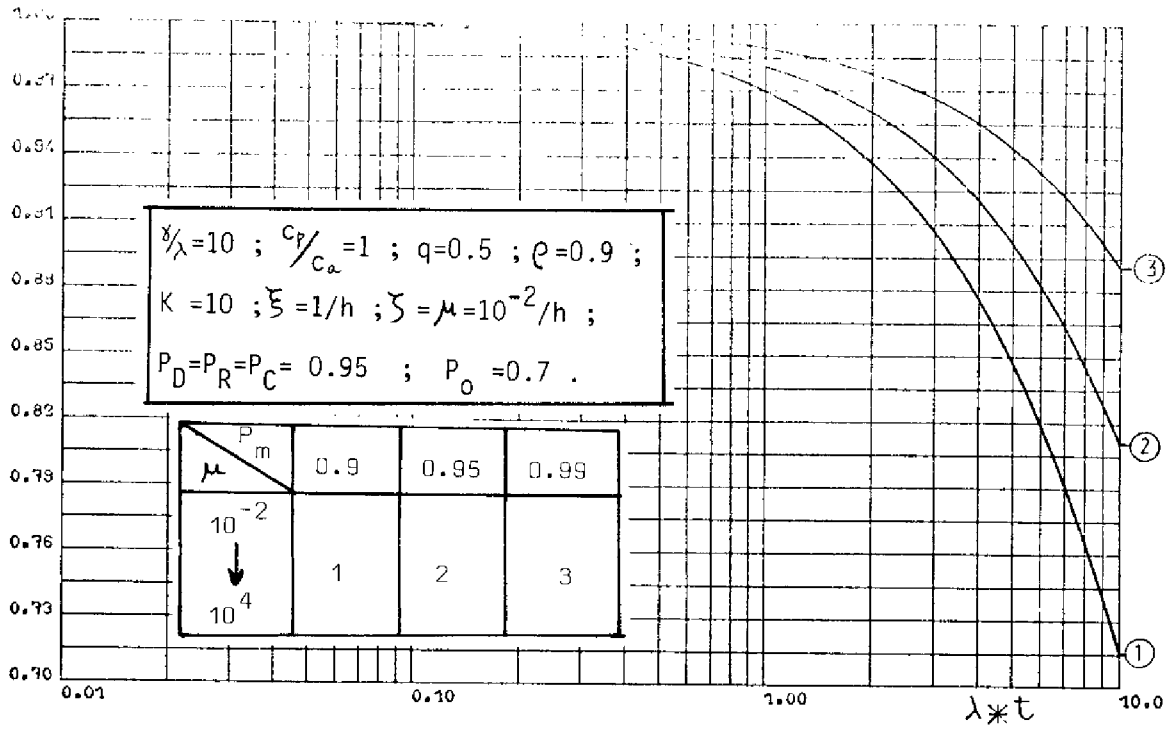 0.94
0.91
0.88
0.85
0.82
0.79
0.76
0.73
0.70
0.01 0.10 1.00 10.0
λ*t
γ/λ=10 ; Cp/Ca=1 ; q=0.5 ; ρ=0.9 ;
K =10 ; ξ =1/h ; ζ = μ=10⁻²/h ;
P_D=P_R=P_C= 0.95 ; P_o =0.7 .
P_m 0.9 0.95 0.99
μ
10⁻² ↓ 10⁴ 1 2 3
3
2
1